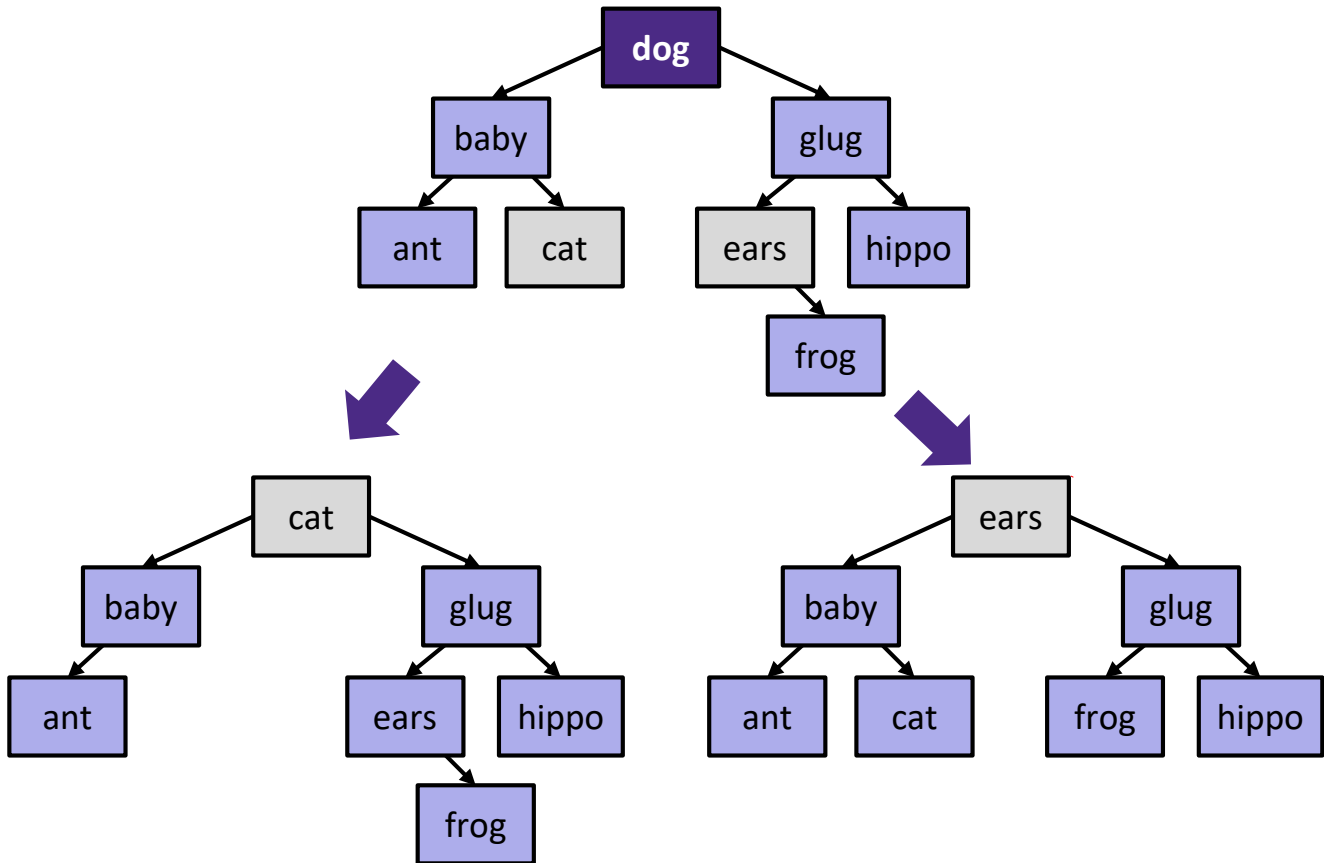 dog
baby
glug
ant
cat
ears
hippo
frog
cat
baby
glug
ant
ears
hippo
frog
ears
baby
glug
ant
cat
frog
hippo